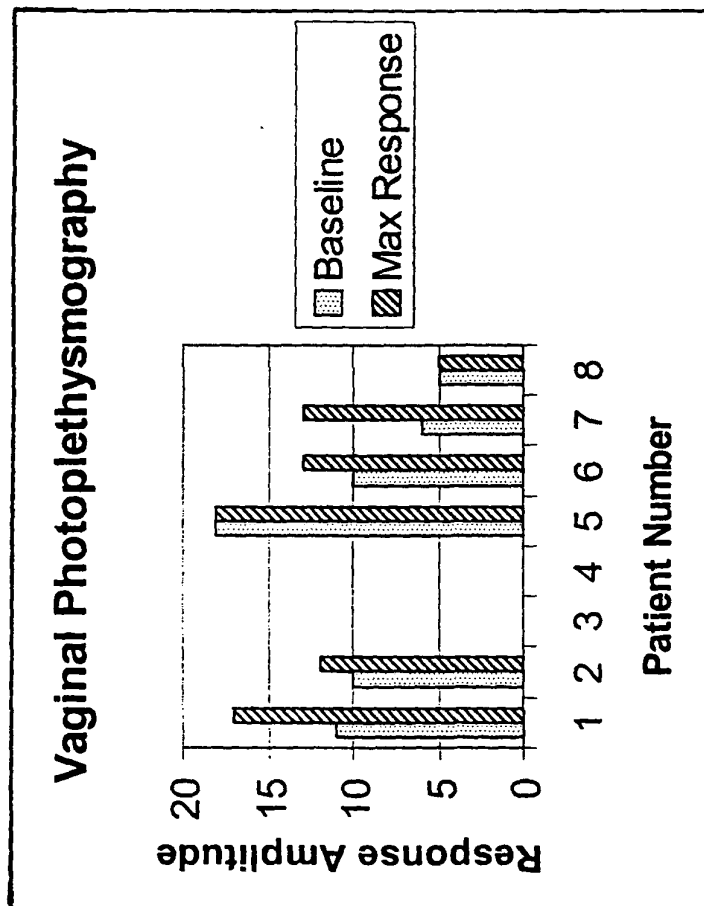 Vaginal Photoplethysmography
Response Amplitude
20
15
10
5
0
1 2 3 4 5 6 7 8
Patient Number
Baseline
Max Response